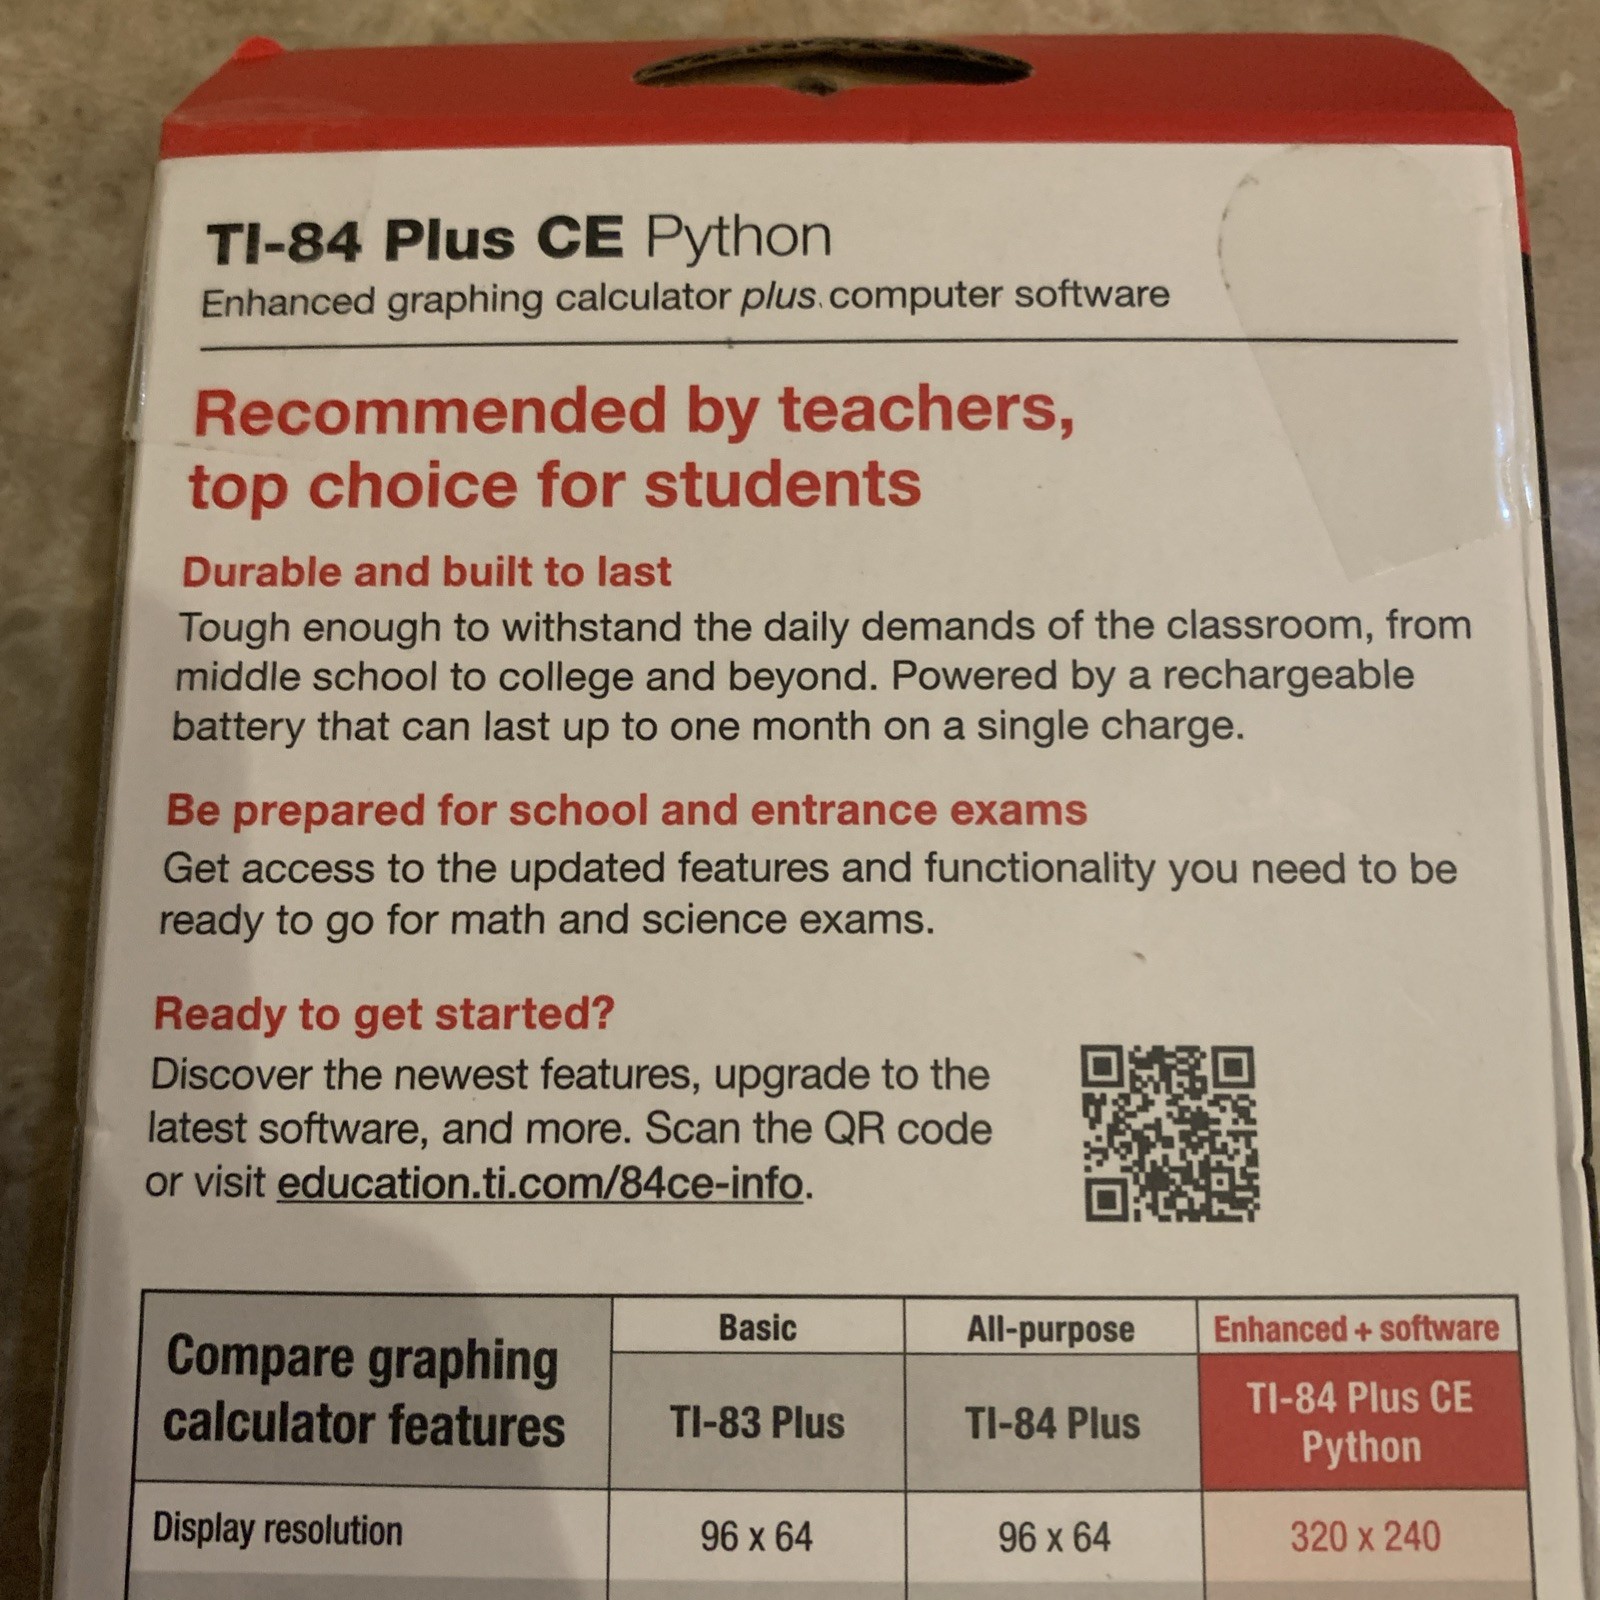 TI-84 Plus CE Python
Enhanced graphing calculator plus computer software
Recommended by teachers,
top choice for students
Durable and built to last
Tough enough to withstand the daily demands of the classroom, from
middle school to college and beyond. Powered by a rechargeable
battery that can last up to one month on a single charge.
Be prepared for school and entrance exams
Get access to the updated features and functionality you need to be
ready to go for math and science exams.
Ready to get started?
Discover the newest features, upgrade to the
latest software, and more. Scan the QR code
or visit education.ti.com/84ce-info.
Compare graphing
calculator features
Basic
All-purpose
Enhanced + software
TI-83 Plus
TI-84 Plus
TI-84 Plus CE
Python
Display resolution
96 x 64
96 x 64
320 x 240